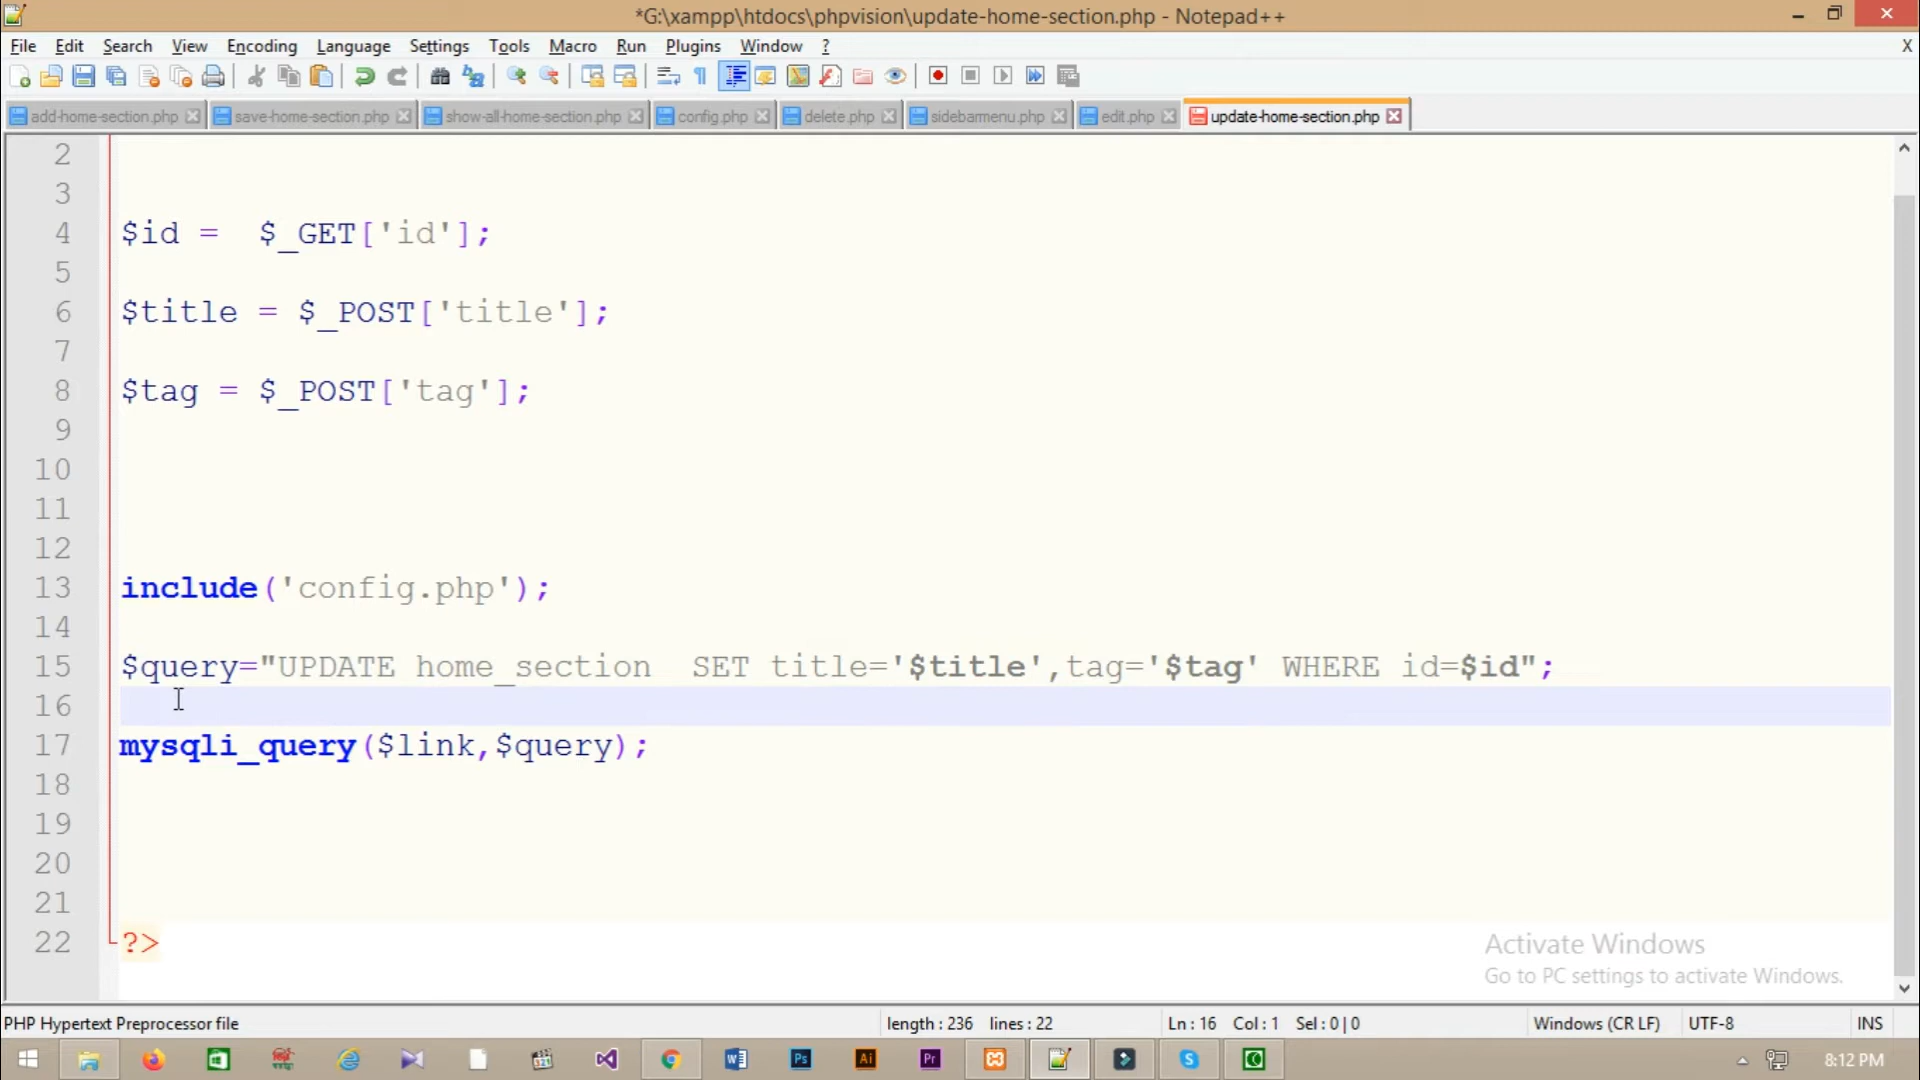 *G:\xampp\htdocs\phpvision\update-home-section.php - Notepad++
File Edit Search View Encoding Language Settings Tools Macro Run Plugins Window ? X
add-home-section.php save-home-section.php show-all-home-section.php config.php delete.php sidebarmenu.php edit.php update-home-section.php
2
3
4 $id =  $_GET['id'];
5
6 $title = $_POST['title'];
7
8 $tag = $_POST['tag'];
9
10
11
12
13 include('config.php');
14
15 $query="UPDATE home_section  SET title='$title',tag='$tag' WHERE id=$id";
16
17 mysqli_query($link,$query);
18
19
20
21
22 ?>
Activate Windows
Go to PC settings to activate Windows.
PHP Hypertext Preprocessor file length : 236 lines : 22 Ln : 16 Col : 1 Sel : 0 | 0 Windows (CR LF) UTF-8 INS
8:12 PM